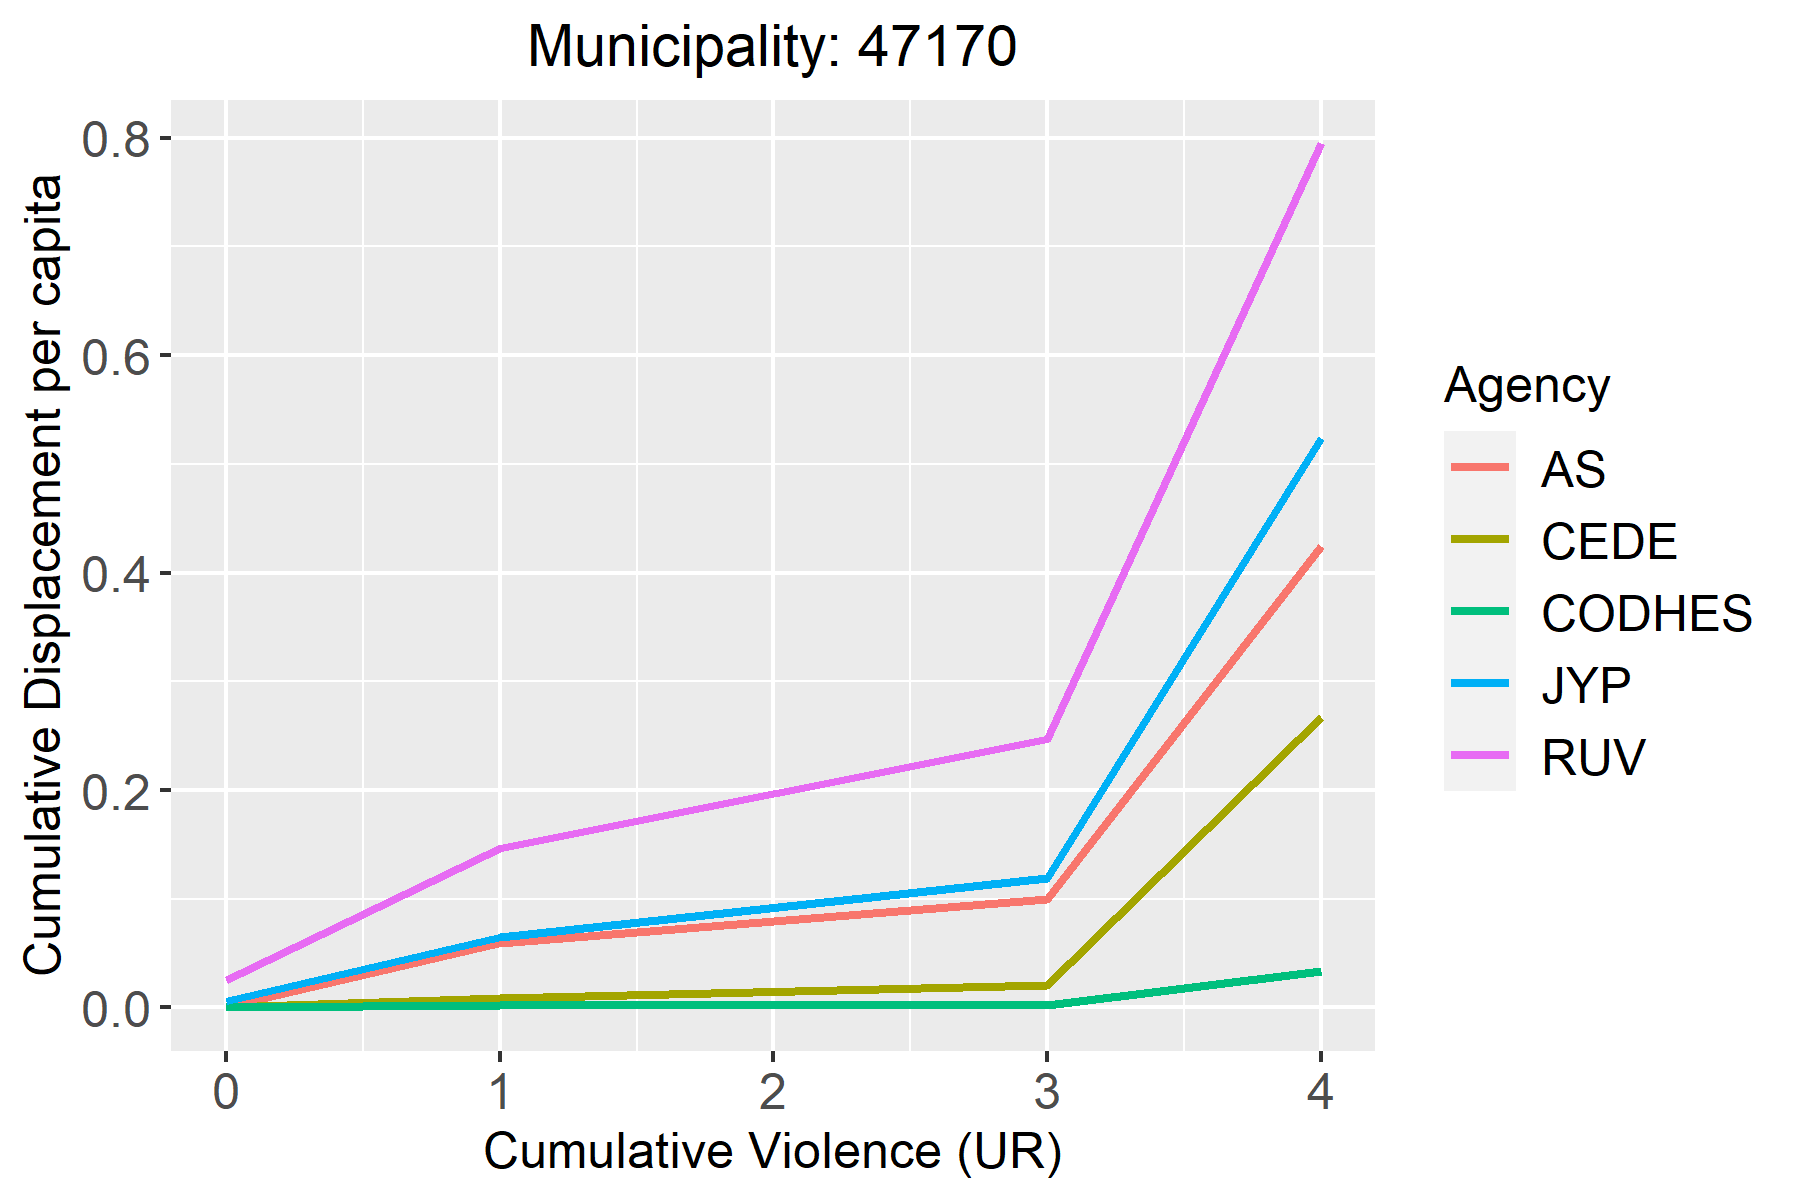 Municipality: 47170
Cumulative Displacement per capita
0.8
0.6
0.4
0.2
0.0
0 1 2 3 4
Cumulative Violence (UR)
Agency
AS
CEDE
CODHES
JYP
RUV